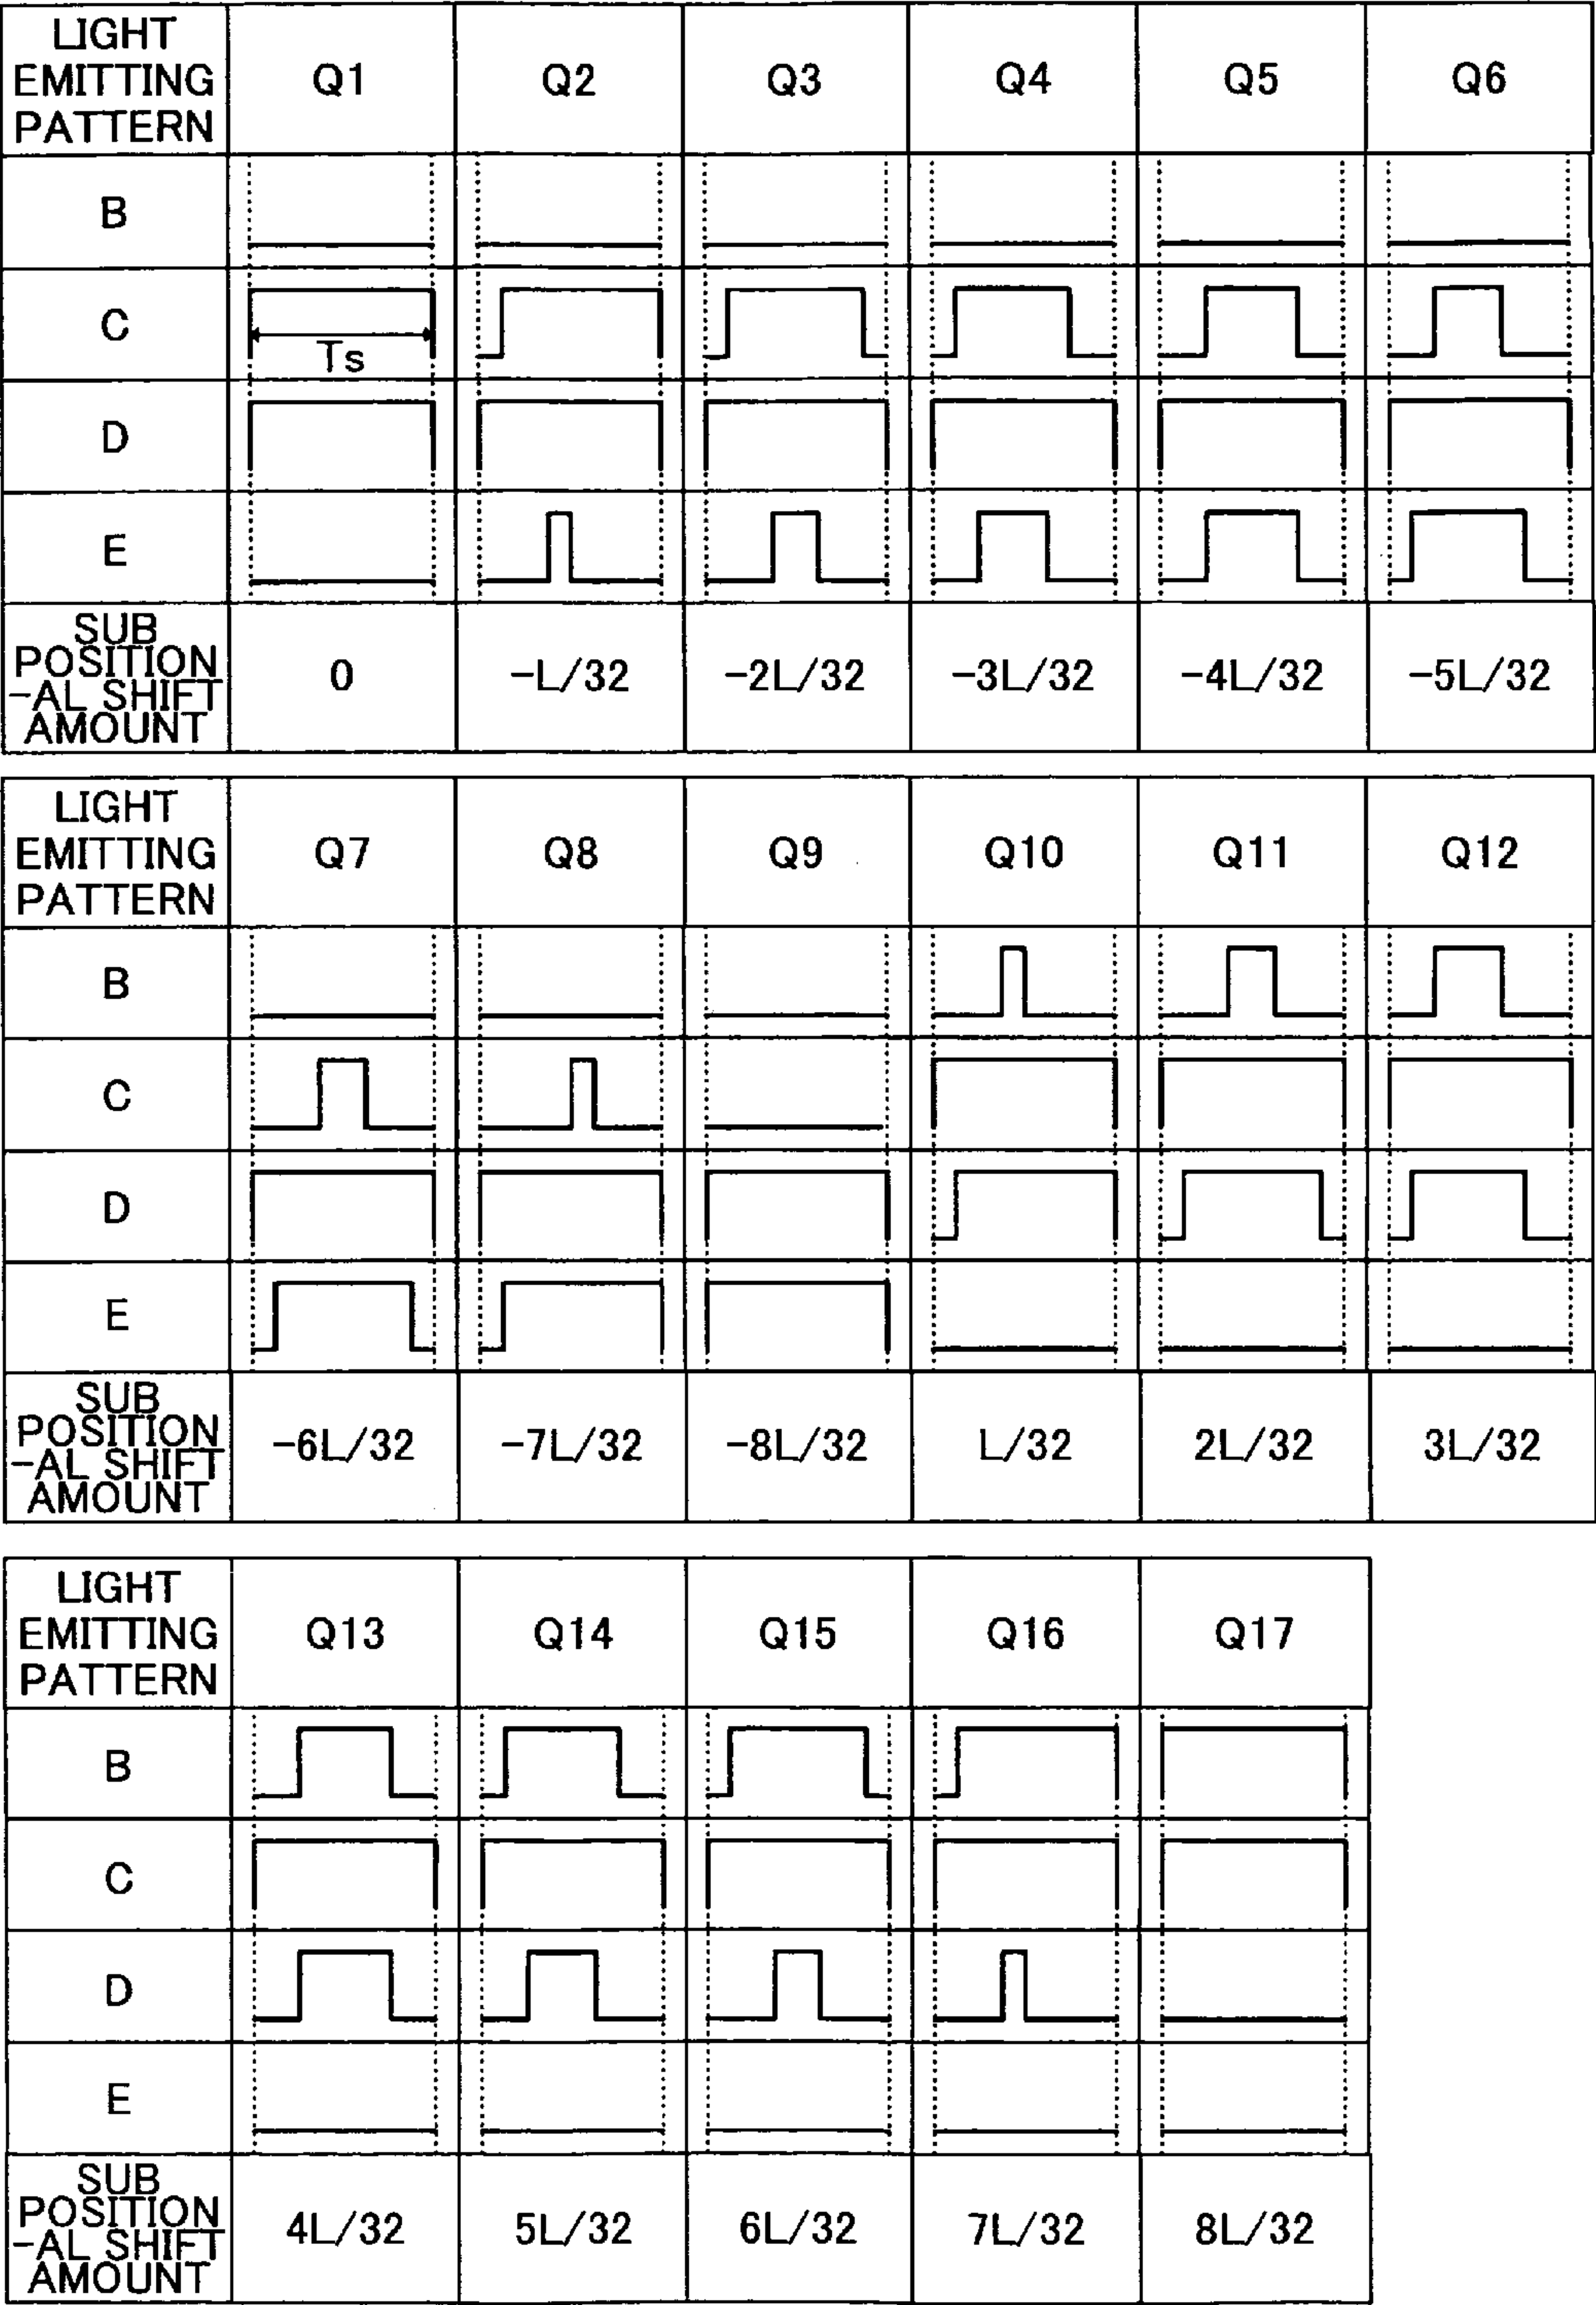 LIGHT
EMITTING
PATTERN
Q1
Q2
Q3
Q4
Q5
Q6
B
C
Ts
D
E
SUB
POSITION
-AL SHIFT
AMOUNT
0
-L/32
-2L/32
-3L/32
-4L/32
-5L/32
LIGHT
EMITTING
PATTERN
Q7
Q8
Q9
Q10
Q11
Q12
B
C
D
E
SUB
POSITION
-AL SHIFT
AMOUNT
-6L/32
-7L/32
-8L/32
L/32
2L/32
3L/32
LIGHT
EMITTING
PATTERN
Q13
Q14
Q15
Q16
Q17
B
C
D
E
SUB
POSITION
-AL SHIFT
AMOUNT
4L/32
5L/32
6L/32
7L/32
8L/32